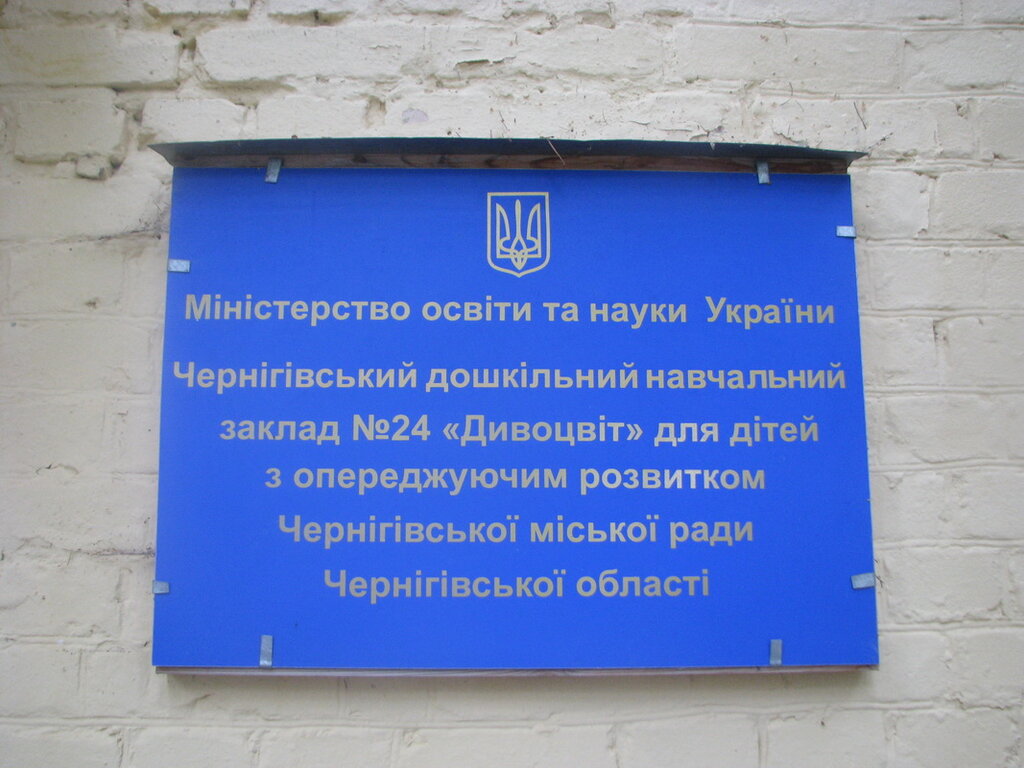 Міністерство освіти та науки України
Чернігівський дошкільний навчальний
заклад №24 «Дивоцвіт» для дітей
з опереджуючим розвитком
Чернігівської міської ради
Чернігівської області